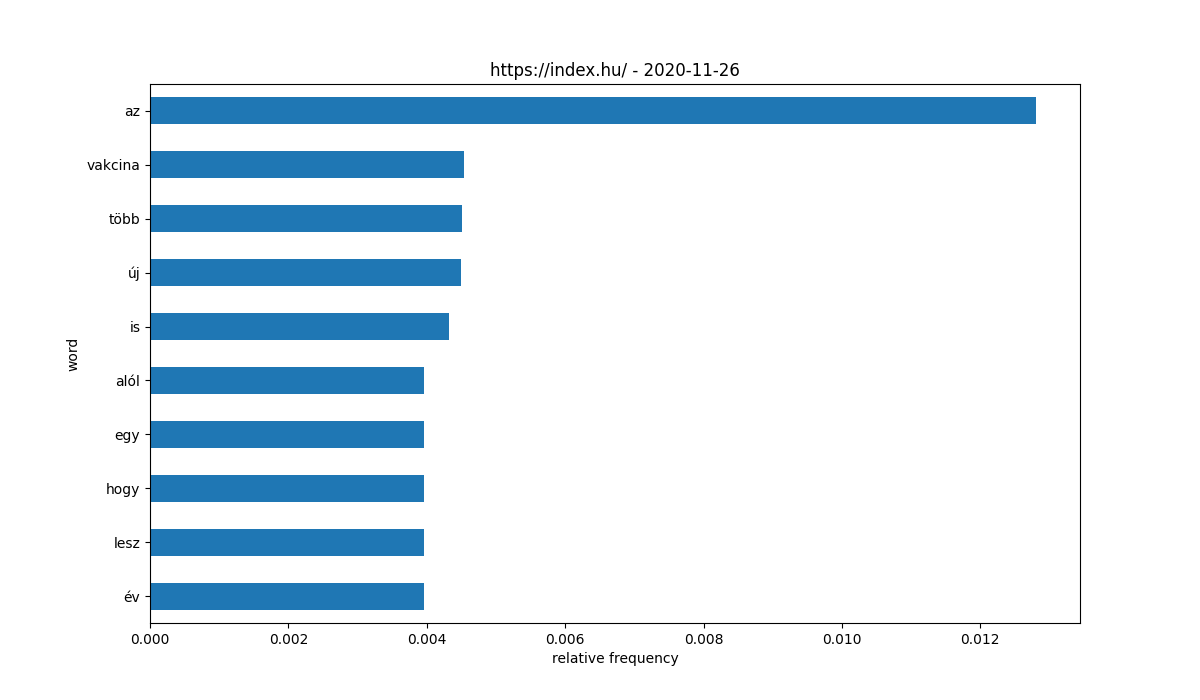 https://index.hu/ - 2020-11-26
word
az
vakcina
több
új
is
alól
egy
hogy
lesz
év
0.000 0.002 0.004 0.006 0.008 0.010 0.012
relative frequency